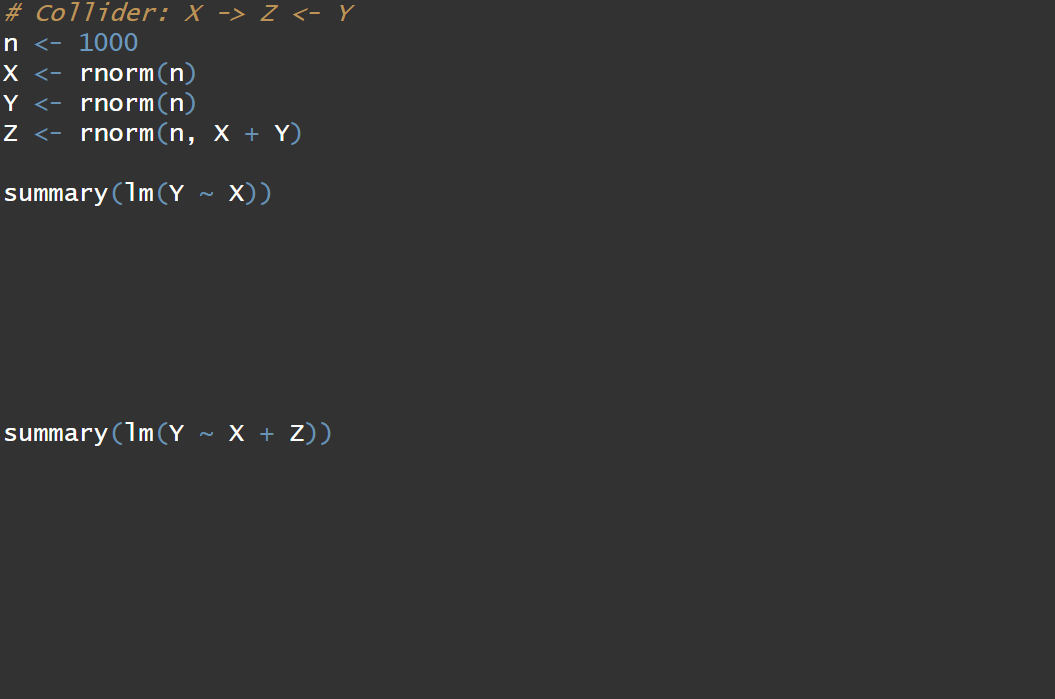 # Collider: X -> Z <- Y
n <- 1000
X <- rnorm(n)
Y <- rnorm(n)
Z <- rnorm(n, X + Y)
summary(lm(Y ~ X))
summary(lm(Y ~ X + Z))